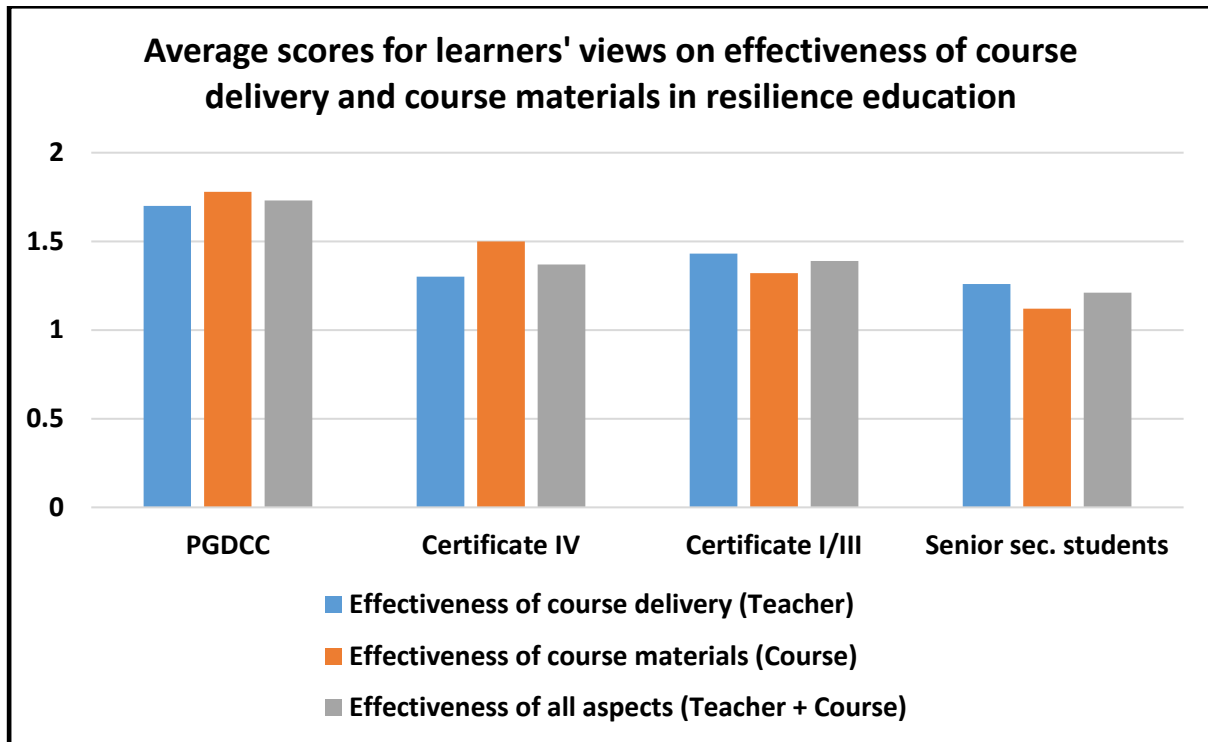 Average scores for learners' views on effectiveness of course
delivery and course materials in resilience education
2
1.5
1
0.5
0
PGDCC
Certificate IV
Certificate I/III
Senior sec. students
Effectiveness of course delivery (Teacher)
Effectiveness of course materials (Course)
Effectiveness of all aspects (Teacher + Course)